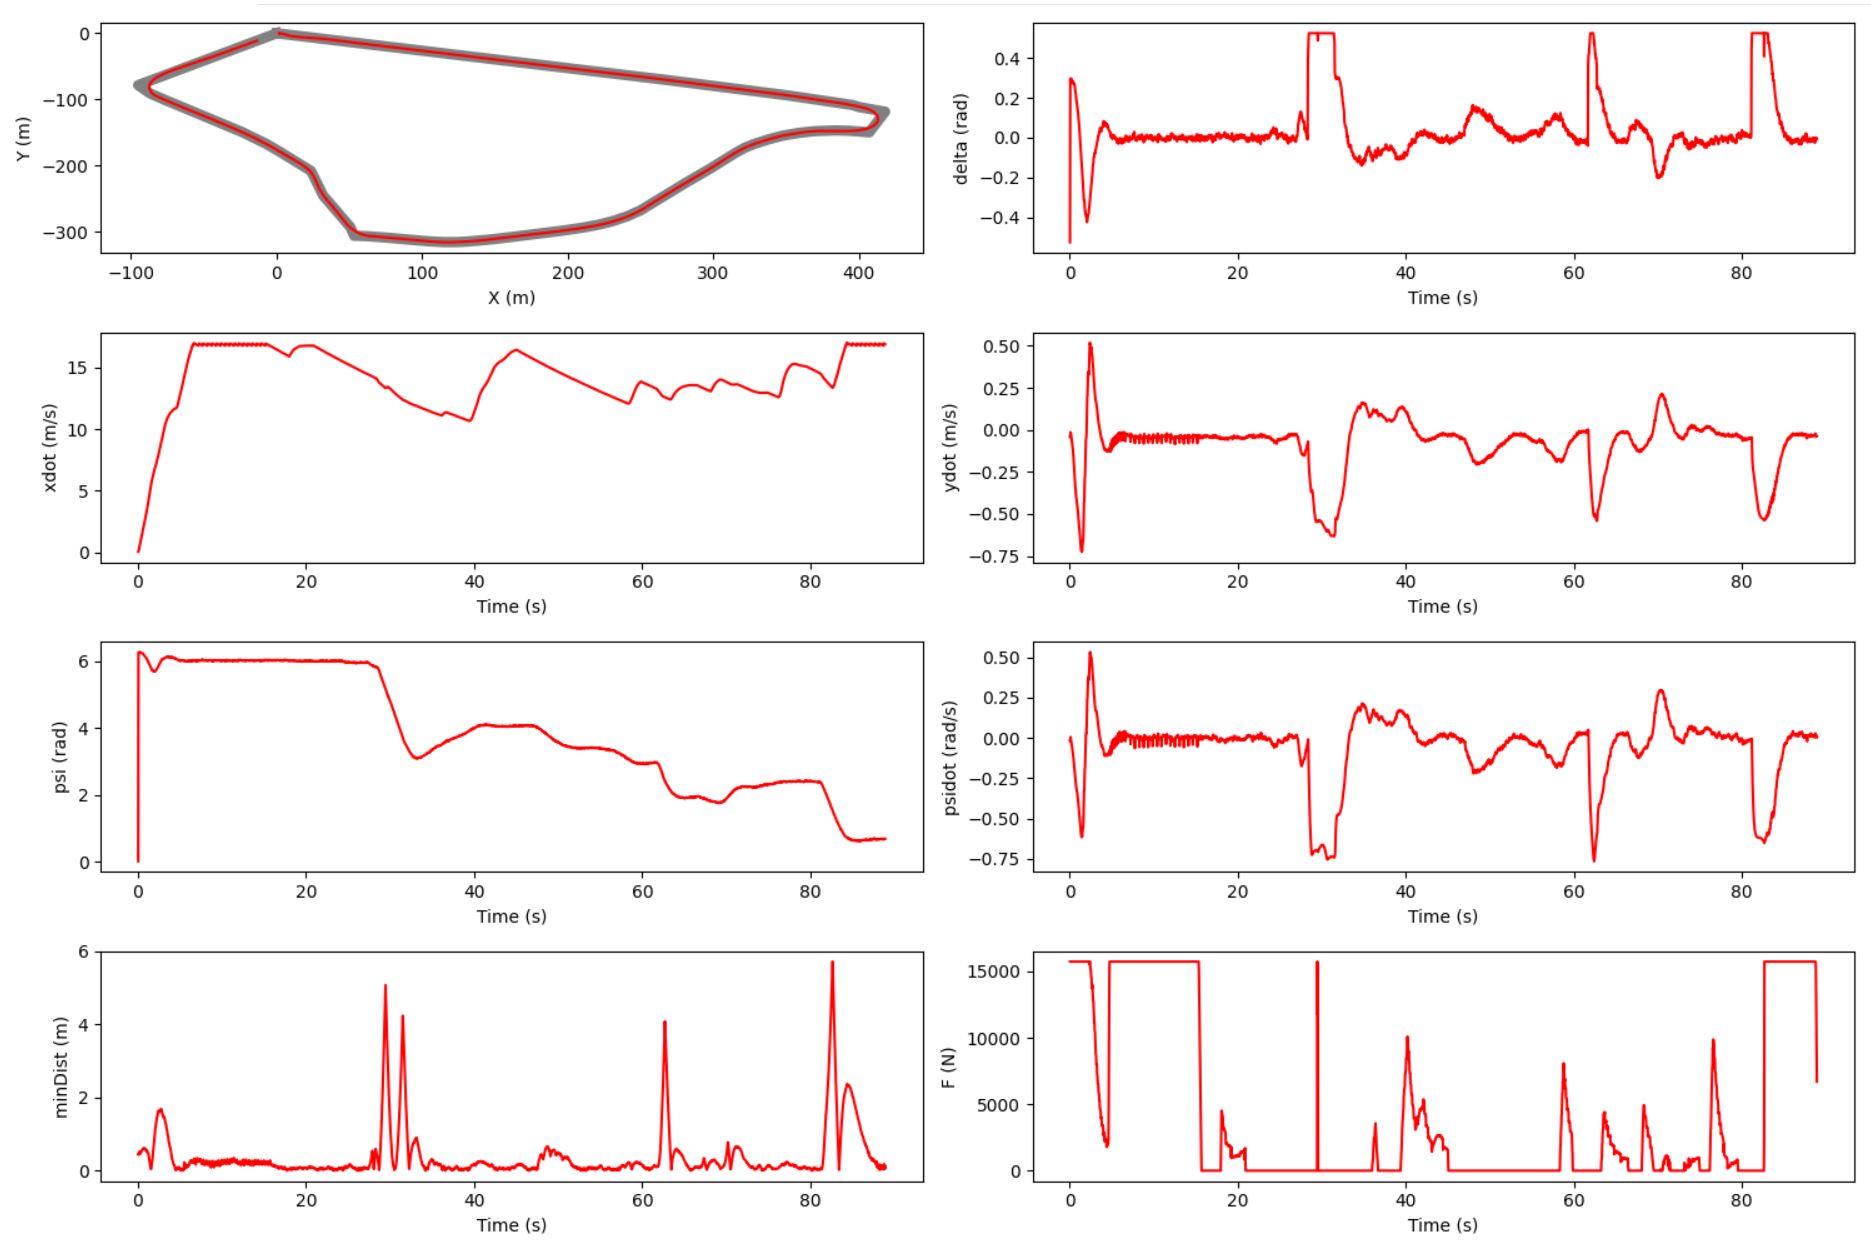 0
−100
−200
−300
Y (m)
−100 0 100 200 300 400
X (m)
0.4
0.2
0.0
−0.2
−0.4
delta (rad)
0 20 40 60 80
Time (s)
15
10
5
0
xdot (m/s)
0 20 40 60 80
Time (s)
0.50
0.25
0.00
−0.25
−0.50
−0.75
ydot (m/s)
0 20 40 60 80
Time (s)
6
4
2
0
psi (rad)
0 20 40 60 80
Time (s)
0.50
0.25
0.00
−0.25
−0.50
−0.75
psidot (rad/s)
0 20 40 60 80
Time (s)
6
4
2
0
minDist (m)
0 20 40 60 80
Time (s)
15000
10000
5000
0
F (N)
0 20 40 60 80
Time (s)